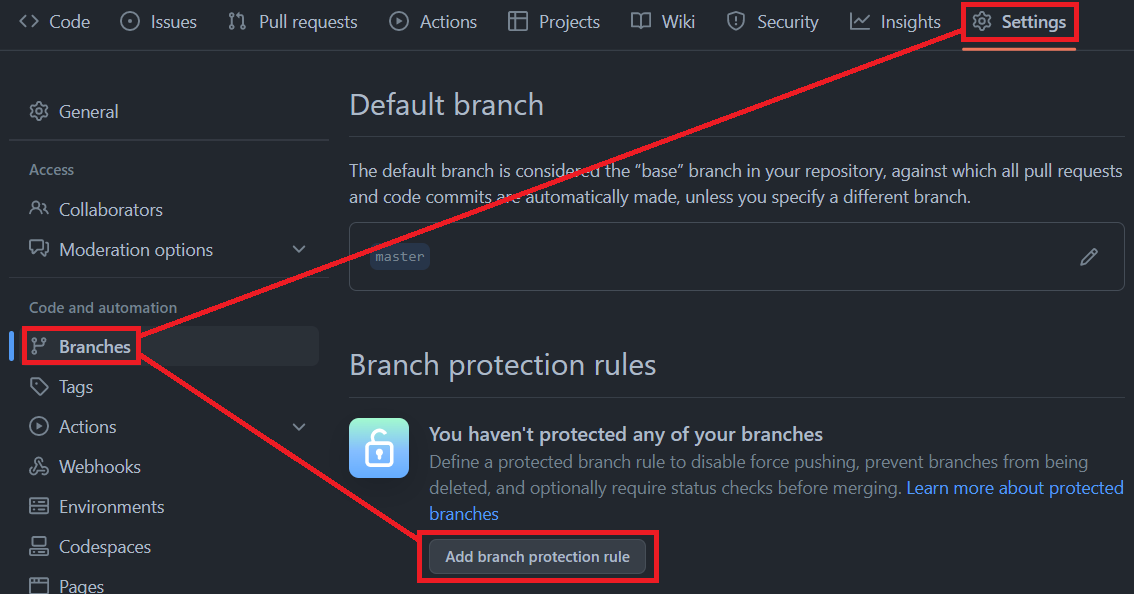 Code Issues Pull requests Actions Projects Wiki Security Insights Settings
General
Access
Collaborators
Moderation options
Code and automation
Branches
Tags
Actions
Webhooks
Environments
Codespaces
Pages
Default branch
The default branch is considered the “base” branch in your repository, against which all pull requests
and code commits are automatically made, unless you specify a different branch.
master
Branch protection rules
You haven't protected any of your branches
Define a protected branch rule to disable force pushing, prevent branches from being
deleted, and optionally require status checks before merging. Learn more about protected
branches
Add branch protection rule